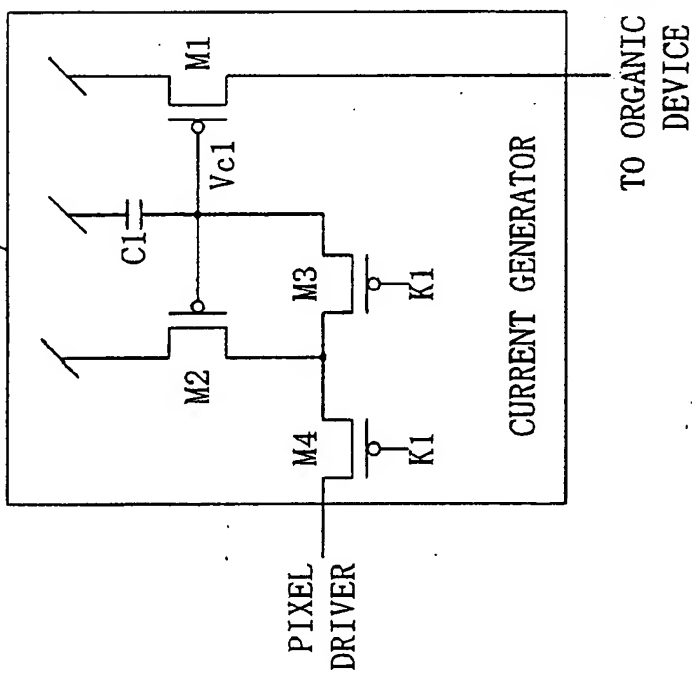 M1
C1
Vc1
M2
M3
K1
M4
K1
PIXEL
DRIVER
CURRENT GENERATOR
TO ORGANIC
DEVICE